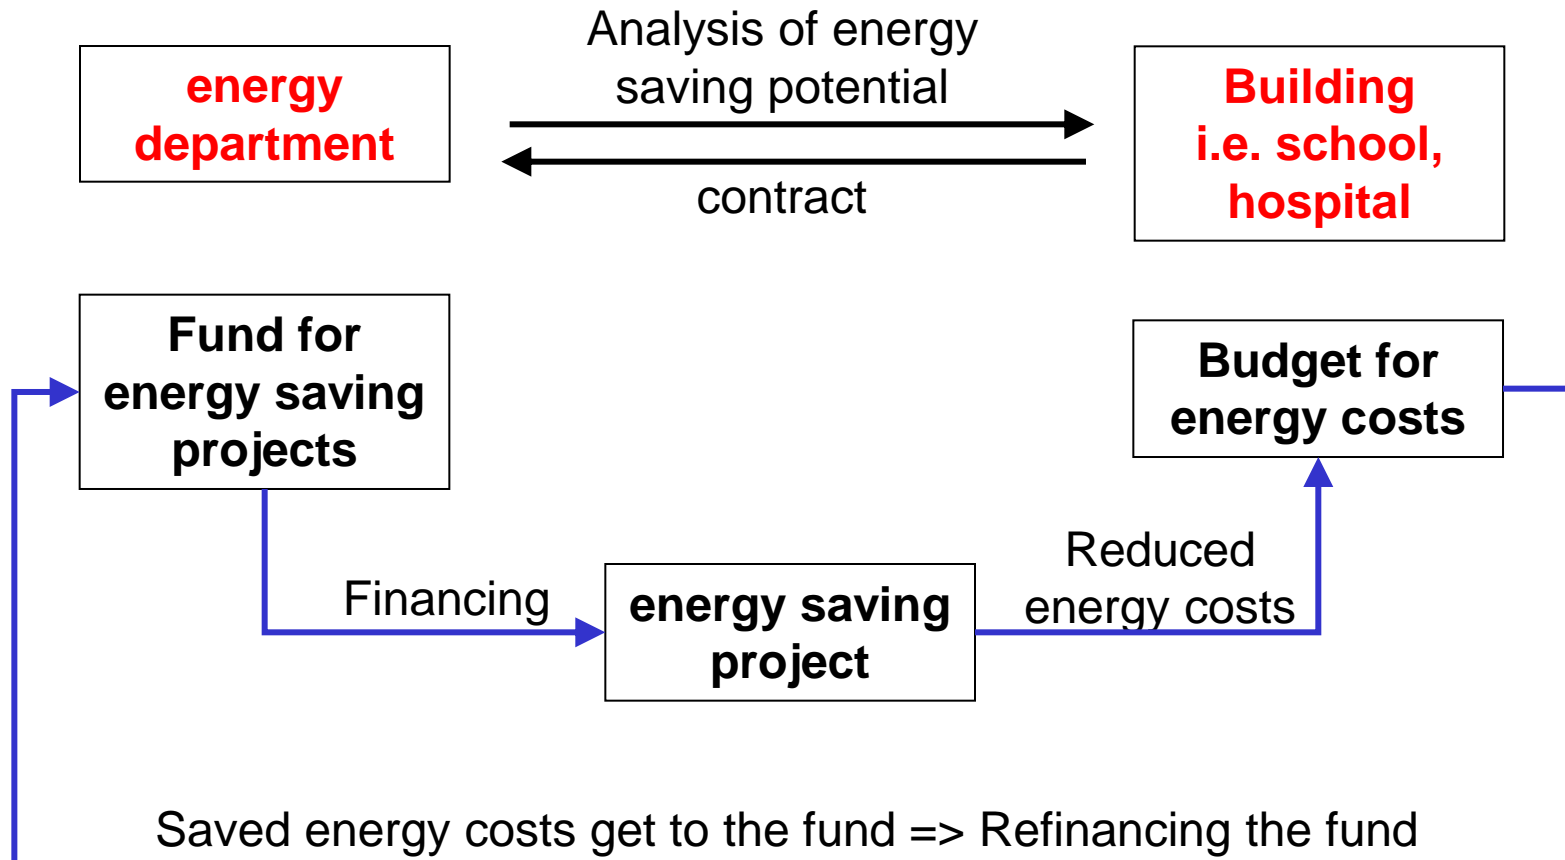 energy
department
Analysis of energy
saving potential
contract
Building
i.e. school,
hospital
Fund for
energy saving
projects
Budget for
energy costs
Financing
energy saving
project
Reduced
energy costs
Saved energy costs get to the fund => Refinancing the fund